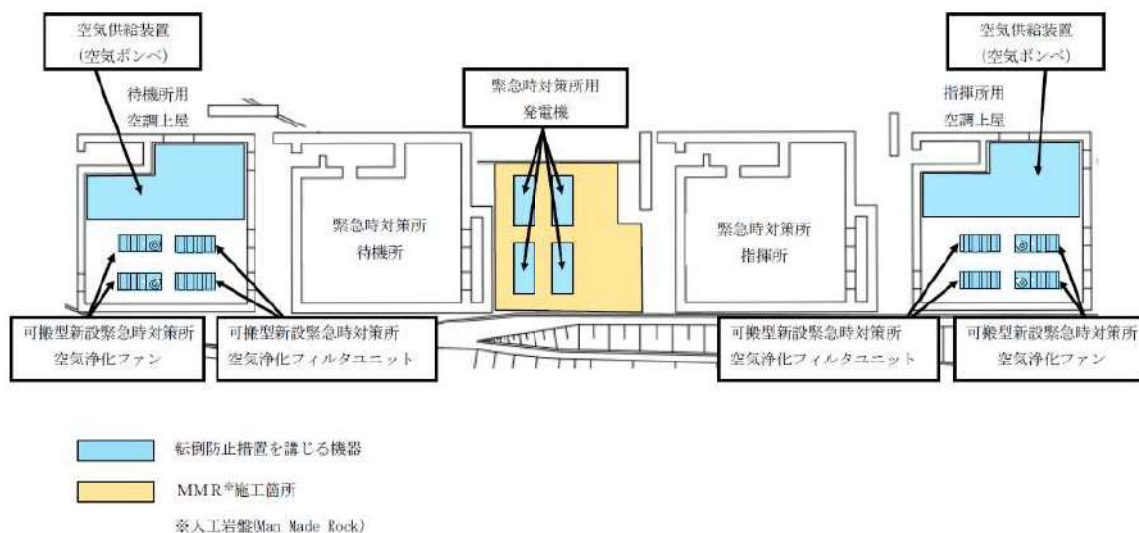 空気供給装置
(空気ボンベ)
空気供給装置
(空気ボンベ)
緊急時対策所用
発電機
待機所用
空調上屋
指揮所用
空調上屋
緊急時対策所
待機所
緊急時対策所
指揮所
可搬型新設緊急時対策所
空気浄化ファン
可搬型新設緊急時対策所
空気浄化フィルタユニット
可搬型新設緊急時対策所
空気浄化フィルタユニット
可搬型新設緊急時対策所
空気浄化ファン
転倒防止措置を講じる機器
MMR※施工箇所
※人工岩盤(Man Made Rock)